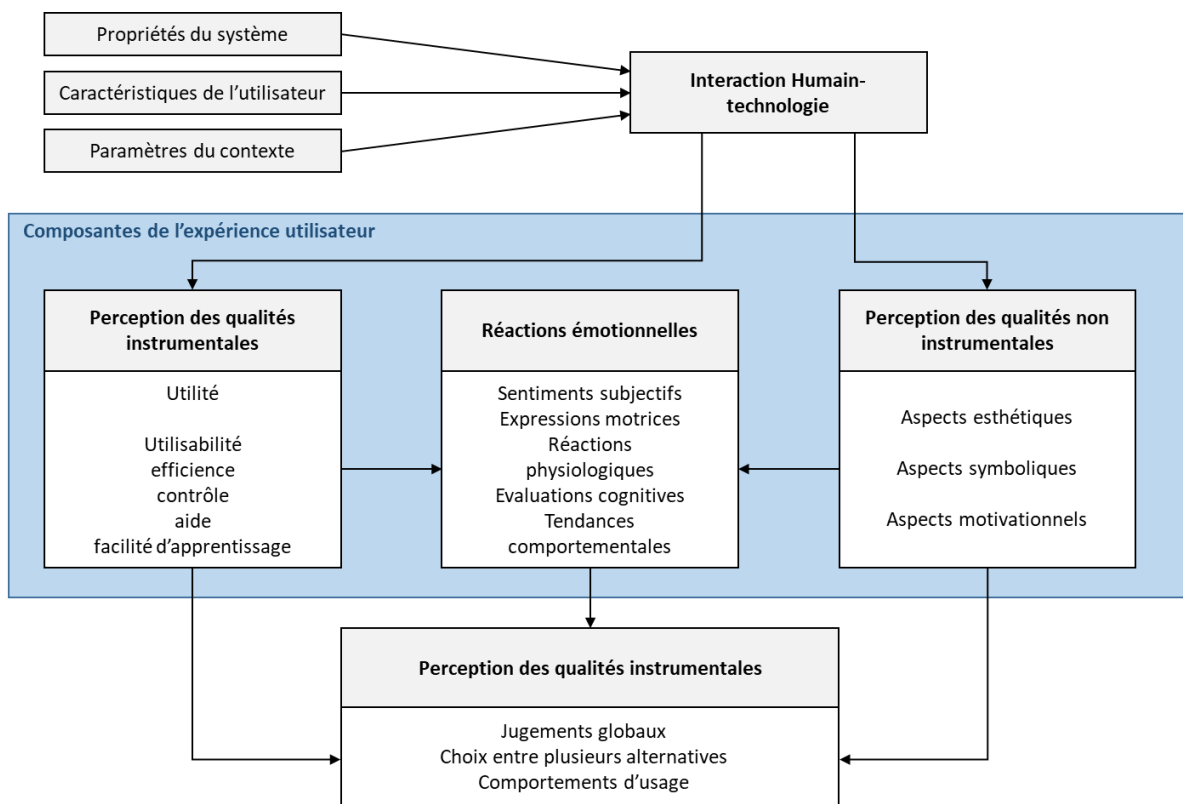 Propriétés du système
Caractéristiques de l’utilisateur
Paramètres du contexte
Interaction Humain-
technologie
Composantes de l’expérience utilisateur
Perception des qualités
instrumentales
Utilité
Utilisabilité
efficience
contrôle
aide
facilité d’apprentissage
Réactions émotionnelles
Sentiments subjectifs
Expressions motrices
Réactions
physiologiques
Evaluations cognitives
Tendances
comportementales
Perception des qualités non
instrumentales
Aspects esthétiques
Aspects symboliques
Aspects motivationnels
Perception des qualités instrumentales
Jugements globaux
Choix entre plusieurs alternatives
Comportements d’usage